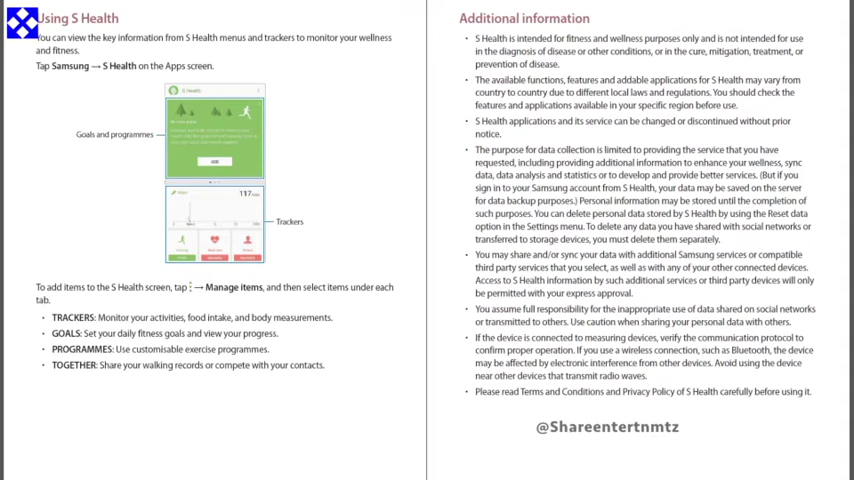 Using S Health
You can view the key information from S Health menus and trackers to monitor your wellness
and fitness.
Tap Samsung → S Health on the Apps screen.
S Health
Goals and programmes
117
Trackers
To add items to the S Health screen, tap ⋮ → Manage items, and then select items under each
tab.
• TRACKERS: Monitor your activities, food intake, and body measurements.
• GOALS: Set your daily fitness goals and view your progress.
• PROGRAMMES: Use customisable exercise programmes.
• TOGETHER: Share your walking records or compete with your contacts.
Additional information
• S Health is intended for fitness and wellness purposes only and is not intended for use
in the diagnosis of disease or other conditions, or in the cure, mitigation, treatment, or
prevention of disease.
• The available functions, features and addable applications for S Health may vary from
country to country due to different local laws and regulations. You should check the
features and applications available in your specific region before use.
• S Health applications and its service can be changed or discontinued without prior
notice.
• The purpose for data collection is limited to providing the service that you have
requested, including providing additional information to enhance your wellness, sync
data, data analysis and statistics or to develop and provide better services. (But if you
sign in to your Samsung account from S Health, your data may be saved on the server
for data backup purposes.) Personal information may be stored until the completion of
such purposes. You can delete personal data stored by S Health by using the Reset data
option in the Settings menu. To delete any data you have shared with social networks or
transferred to storage devices, you must delete them separately.
• You may share and/or sync your data with additional Samsung services or compatible
third party services that you select, as well as with any of your other connected devices.
Access to S Health information by such additional services or third party devices will only
be permitted with your express approval.
• You assume full responsibility for the inappropriate use of data shared on social networks
or transmitted to others. Use caution when sharing your personal data with others.
• If the device is connected to measuring devices, verify the communication protocol to
confirm proper operation. If you use a wireless connection, such as Bluetooth, the device
may be affected by electronic interference from other devices. Avoid using the device
near other devices that transmit radio waves.
• Please read Terms and Conditions and Privacy Policy of S Health carefully before using it.
@Shareentertnmtz